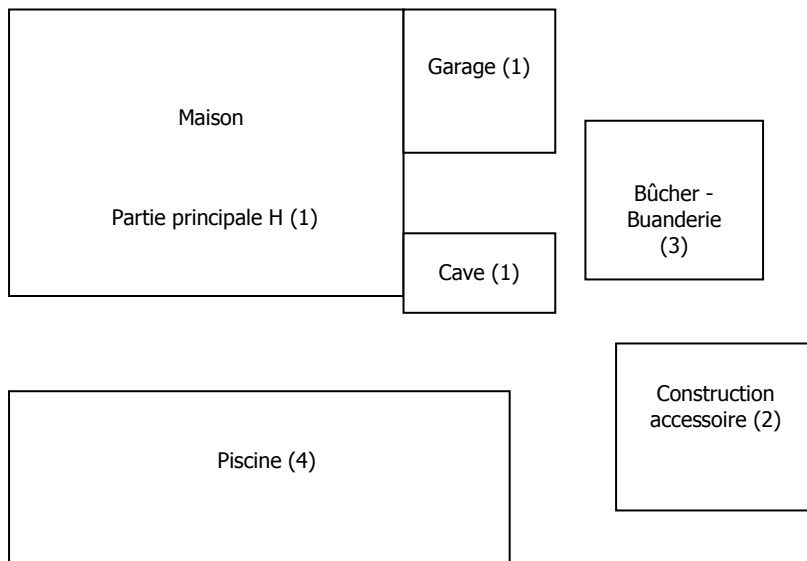 Garage (1)
Maison
Partie principale H (1)
Bûcher -
Buanderie
(3)
Cave (1)
Construction
accessoire (2)
Piscine (4)